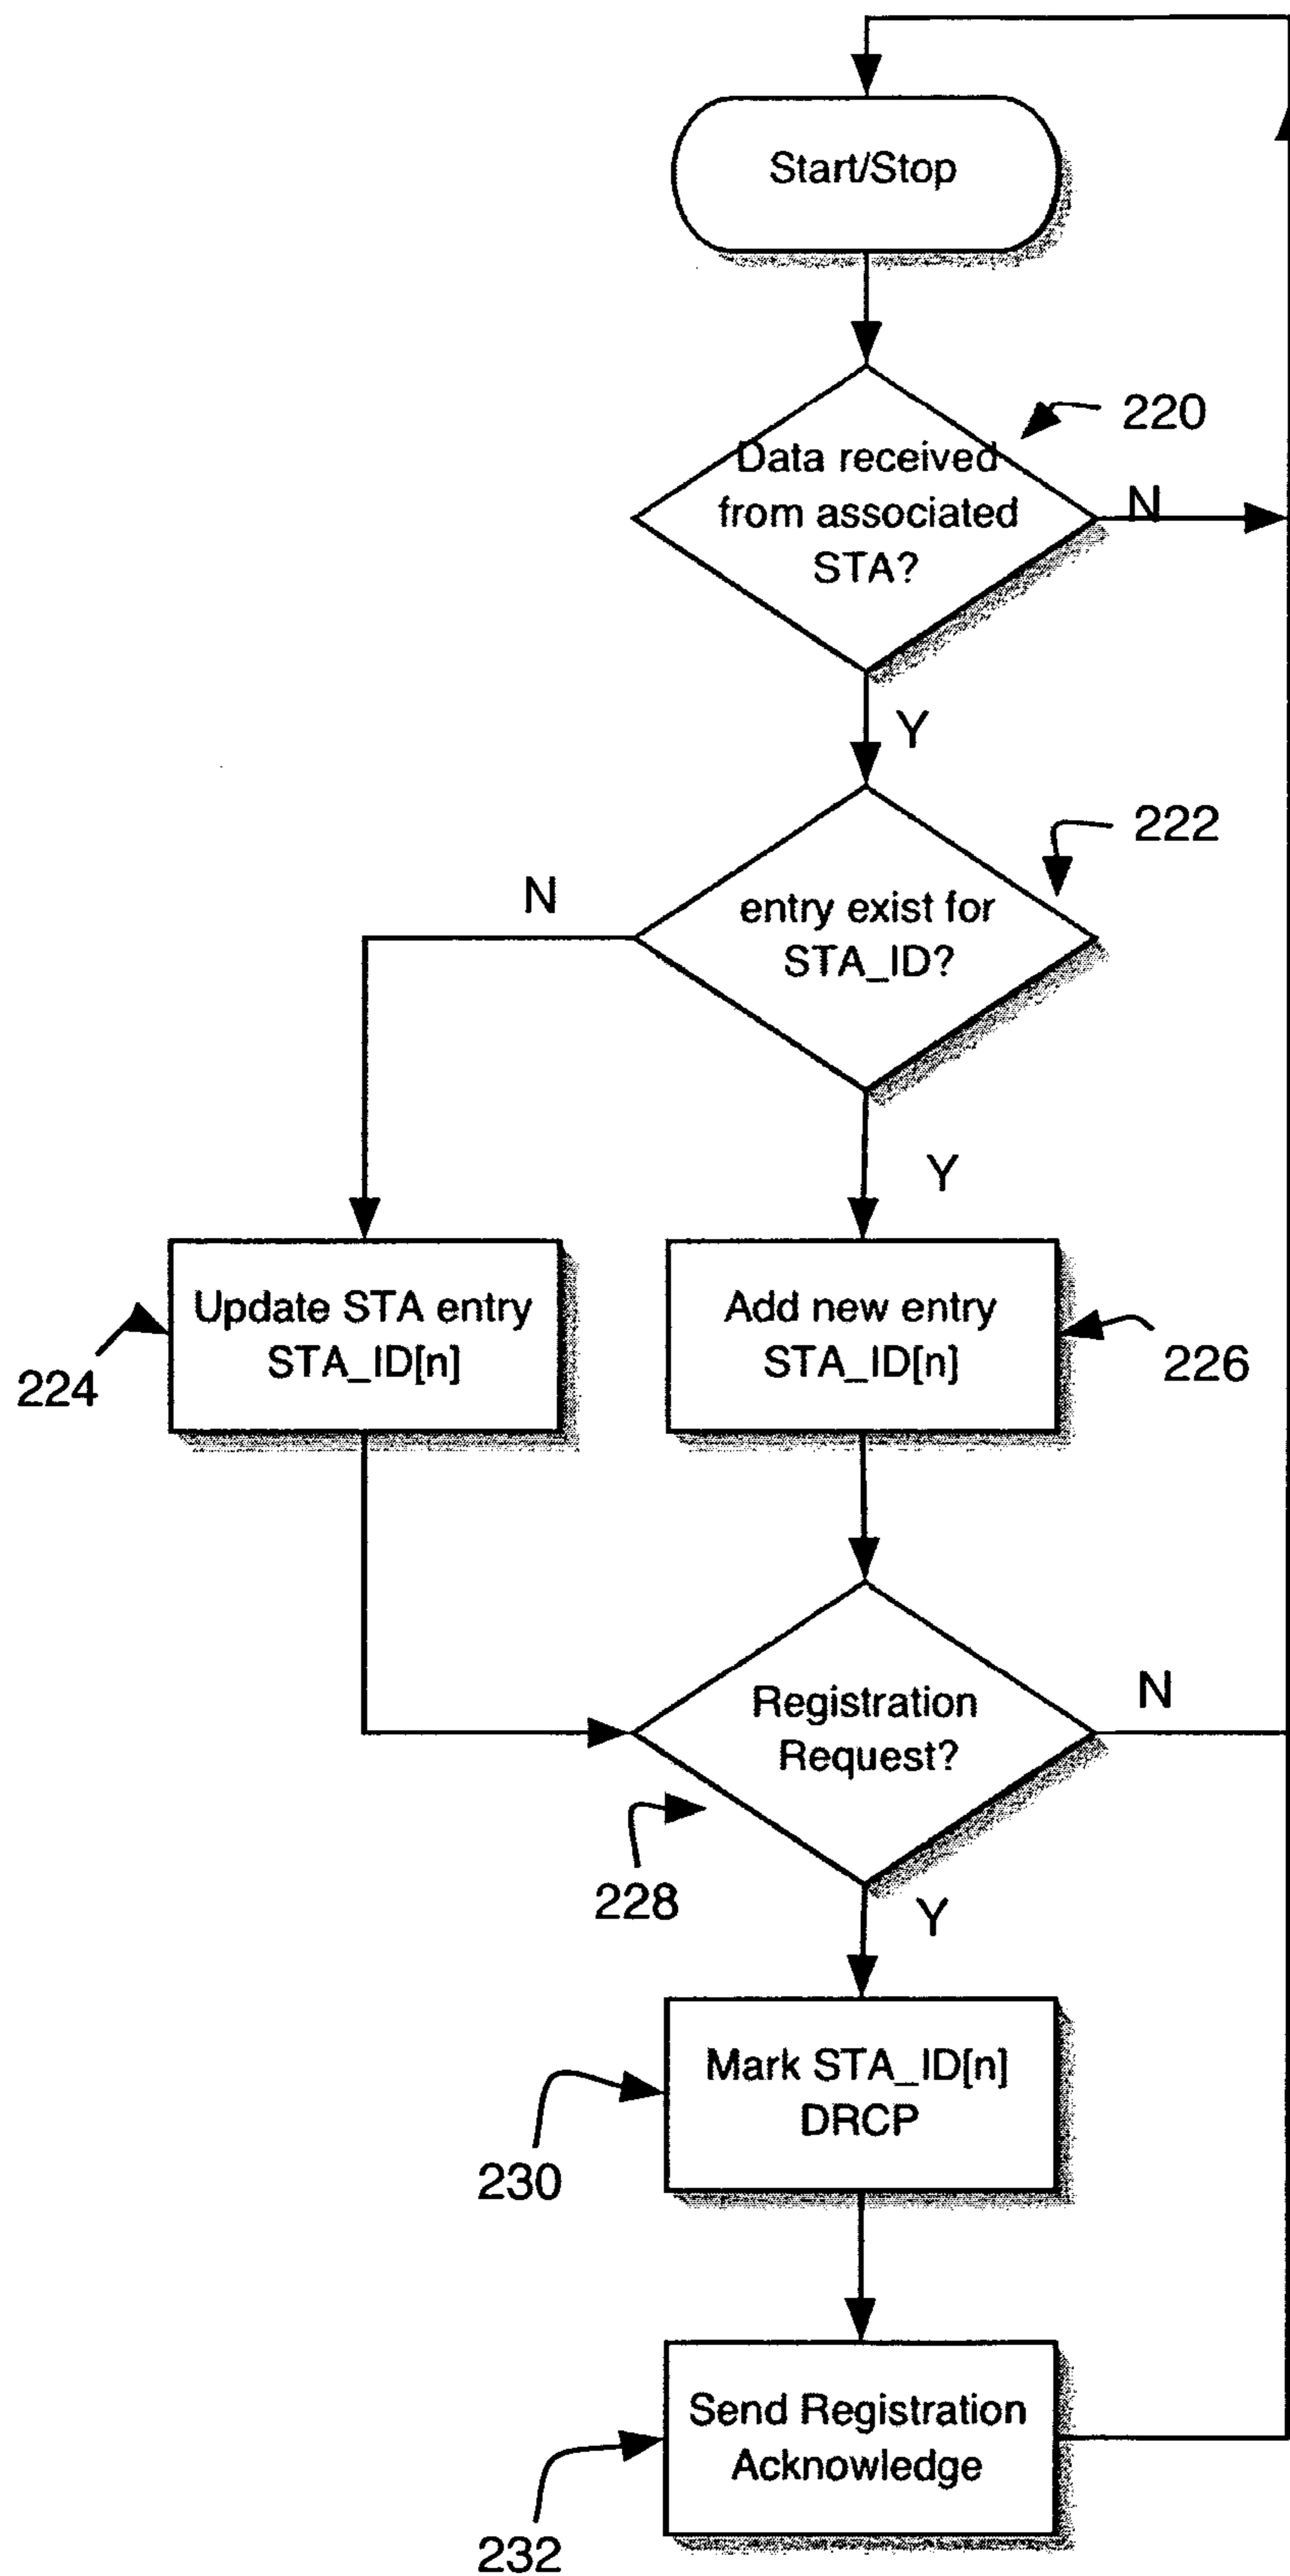 Start/Stop
220
Data received
from associated
STA?
N
Y
222
entry exist for
STA_ID?
N
Y
Update STA entry
STA_ID[n]
224
Add new entry
STA_ID[n]
226
Registration
Request?
N
228
Y
Mark STA_ID[n]
DRCP
230
Send Registration
Acknowledge
232